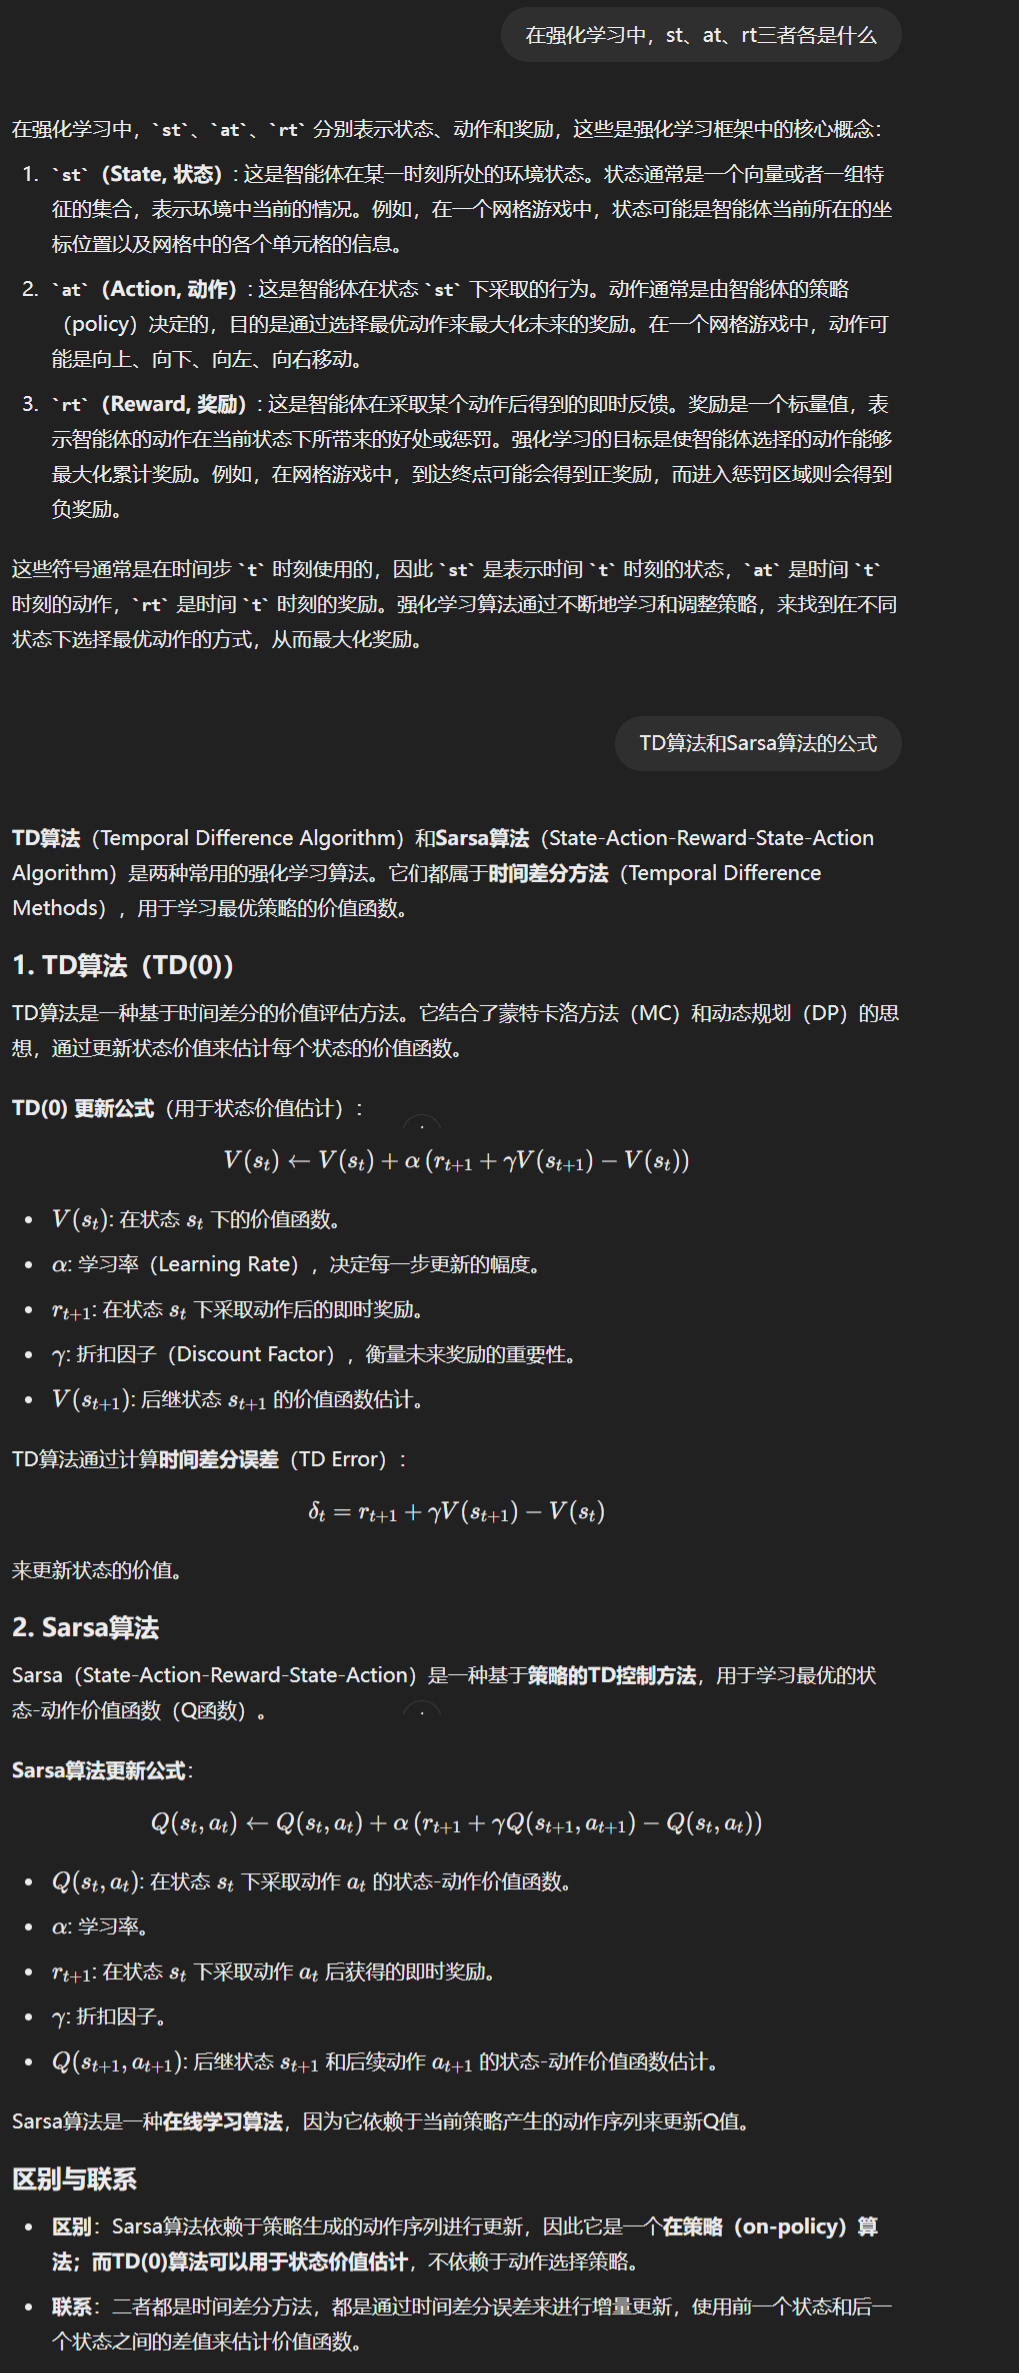 在强化学习中，st、at、rt三者各是什么
在强化学习中，`st`、`at`、`rt` 分别表示状态、动作和奖励，这些是强化学习框架中的核心概念：
1. `st`（State, 状态）: 这是智能体在某一时刻所处的环境状态。状态通常是一个向量或者一组特
征的集合，表示环境中当前的情况。例如，在一个网格游戏中，状态可能是智能体当前所在的坐
标位置以及网格中的各个单元格的信息。
2. `at`（Action, 动作）: 这是智能体在状态 `st` 下采取的行为。动作通常是由智能体的策略
（policy）决定的，目的是通过选择最优动作来最大化未来的奖励。在一个网格游戏中，动作可
能是向上、向下、向左、向右移动。
3. `rt`（Reward, 奖励）: 这是智能体在采取某个动作后得到的即时反馈。奖励是一个标量值，表
示智能体的动作在当前状态下所带来的好处或惩罚。强化学习的目标是使智能体选择的动作能够
最大化累计奖励。例如，在网格游戏中，到达终点可能会得到正奖励，而进入惩罚区域则会得到
负奖励。
这些符号通常是在时间步 `t` 时刻使用的，因此 `st` 是表示时间 `t` 时刻的状态，`at` 是时间 `t`
时刻的动作，`rt` 是时间 `t` 时刻的奖励。强化学习算法通过不断地学习和调整策略，来找到在不同
状态下选择最优动作的方式，从而最大化奖励。
TD算法和Sarsa算法的公式
TD算法（Temporal Difference Algorithm）和Sarsa算法（State-Action-Reward-State-Action
Algorithm）是两种常用的强化学习算法。它们都属于时间差分方法（Temporal Difference
Methods），用于学习最优策略的价值函数。
1. TD算法（TD(0)）
TD算法是一种基于时间差分的价值评估方法。它结合了蒙特卡洛方法（MC）和动态规划（DP）的思
想，通过更新状态价值来估计每个状态的价值函数。
TD(0) 更新公式（用于状态价值估计）：
V(s_t) ← V(s_t) + α (r_{t+1} + γV(s_{t+1}) − V(s_t))
• V(s_t): 在状态 s_t 下的价值函数。
• α: 学习率（Learning Rate），决定每一步更新的幅度。
• r_{t+1}: 在状态 s_t 下采取动作后的即时奖励。
• γ: 折扣因子（Discount Factor），衡量未来奖励的重要性。
• V(s_{t+1}): 后继状态 s_{t+1} 的价值函数估计。
TD算法通过计算时间差分误差（TD Error）：
δ_t = r_{t+1} + γV(s_{t+1}) − V(s_t)
来更新状态的价值。
2. Sarsa算法
Sarsa（State-Action-Reward-State-Action）是一种基于策略的TD控制方法，用于学习最优的状
态-动作价值函数（Q函数）。
Sarsa算法更新公式：
Q(s_t, a_t) ← Q(s_t, a_t) + α (r_{t+1} + γQ(s_{t+1}, a_{t+1}) − Q(s_t, a_t))
• Q(s_t, a_t): 在状态 s_t 下采取动作 a_t 的状态-动作价值函数。
• α: 学习率。
• r_{t+1}: 在状态 s_t 下采取动作 a_t 后获得的即时奖励。
• γ: 折扣因子。
• Q(s_{t+1}, a_{t+1}): 后继状态 s_{t+1} 和后续动作 a_{t+1} 的状态-动作价值函数估计。
Sarsa算法是一种在线学习算法，因为它依赖于当前策略产生的动作序列来更新Q值。
区别与联系
• 区别：Sarsa算法依赖于策略生成的动作序列进行更新，因此它是一个在策略（on-policy）算
法；而TD(0)算法可以用于状态价值估计，不依赖于动作选择策略。
• 联系：二者都是时间差分方法，都是通过时间差分误差来进行增量更新，使用前一个状态和后一
个状态之间的差值来估计价值函数。